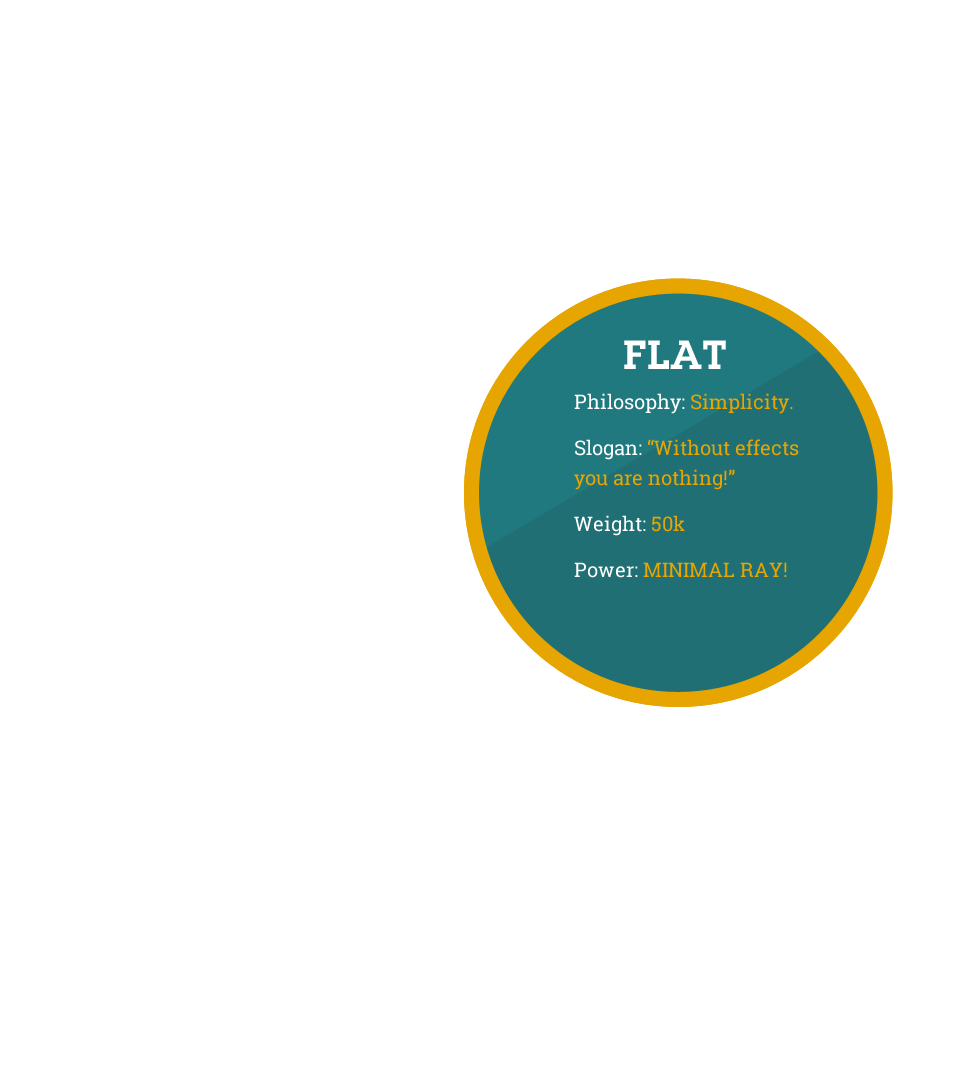 FLAT
Philosophy: Simplicity.
Slogan: “Without effects
you are nothing!”
Weight: 50k
Power: MINIMAL RAY!